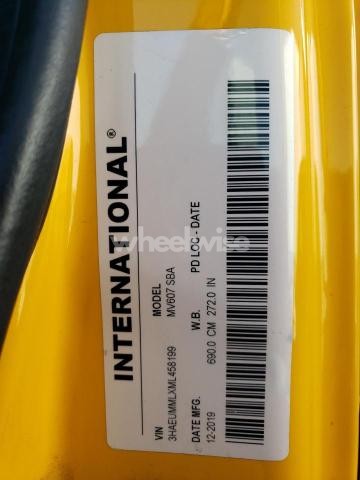 INTERNATIONAL®
VIN
3HAEUMMLXML458199
MODEL
MV607 SBA
DATE MFG.
12-2019
W.B.
690.0 CM 272.0 IN
PD LOC - DATE
wheelwise